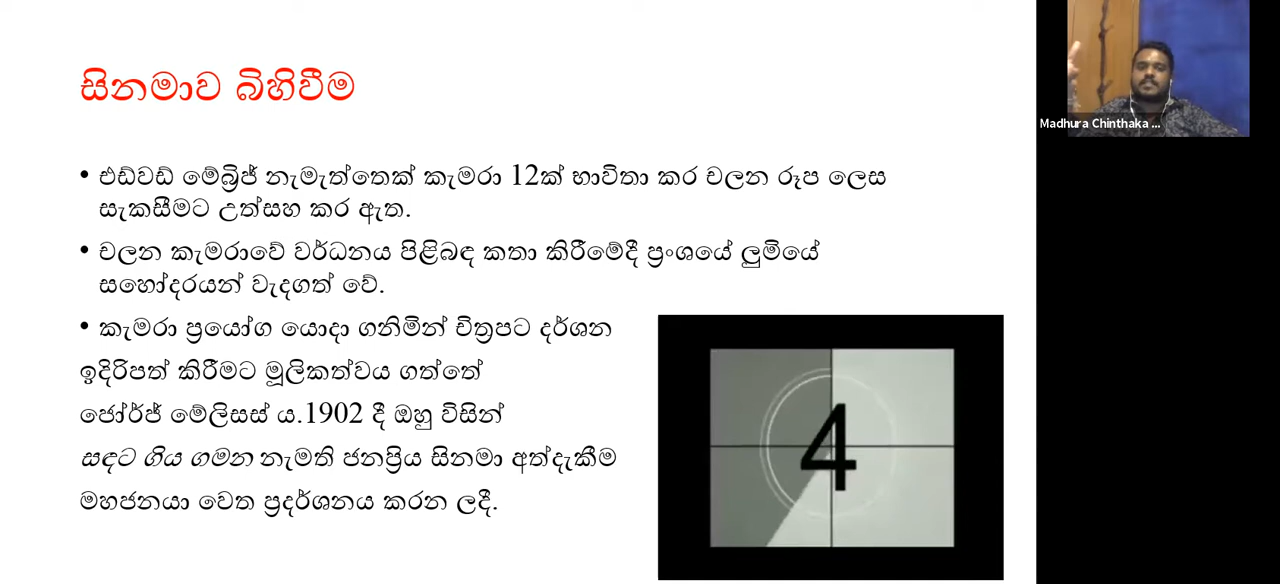 සිනමාව බිහිවීම
• එඩ්වඩ් මේබ්‍රිජ් නැමැත්තෙක් කැමරා 12ක් භාවිතා කර චලන රූප ලෙස
සැකසීමට උත්සහ කර ඇත.
• චලන කැමරාවේ වර්ධනය පිළිබඳ කතා කිරීමේදී ප්‍රංශයේ ලුමියේ
සහෝදරයන් වැදගත් වේ.
• කැමරා ප්‍රයෝග යොදා ගනිමින් චිත්‍රපට දර්ශන
ඉදිරිපත් කිරීමට මූලිකත්වය ගත්තේ
ජෝර්ජ් මේලිසස් ය.1902 දී ඔහු විසින්
සඳට ගිය ගමන නැමති ජනප්‍රිය සිනමා අත්දැකීම
මහජනයා වෙත ප්‍රදර්ශනය කරන ලදී.
4
Madhura Chinthaka ...